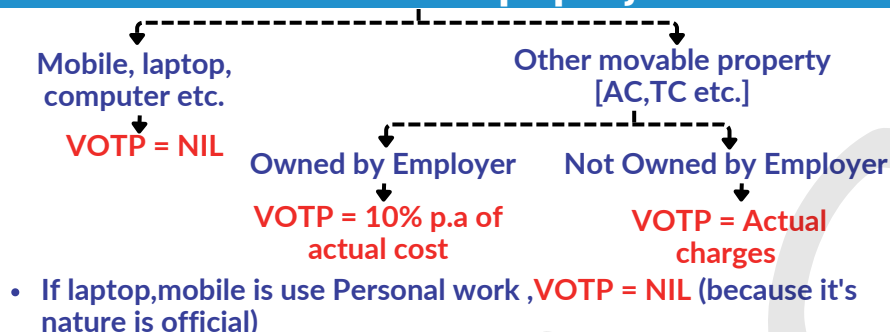 Mobile, laptop,
computer etc.
VOTP = NIL
Other movable property
[AC,TC etc.]
Owned by Employer
VOTP = 10% p.a of
actual cost
Not Owned by Employer
VOTP = Actual
charges
• If laptop,mobile is use Personal work ,VOTP = NIL (because it's
nature is official)